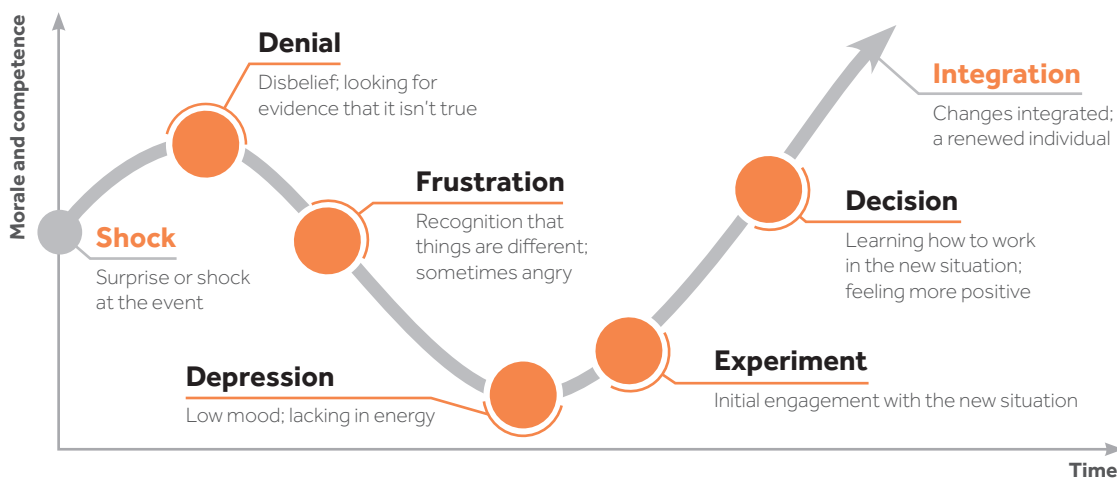 Morale and competence
Denial
Disbelief; looking for
evidence that it isn't true
Integration
Changes integrated;
a renewed individual
Frustration
Recognition that
things are different;
sometimes angry
Decision
Learning how to work
in the new situation;
feeling more positive
Shock
Surprise or shock
at the event
Depression
Low mood; lacking in energy
Experiment
Initial engagement with the new situation
Time